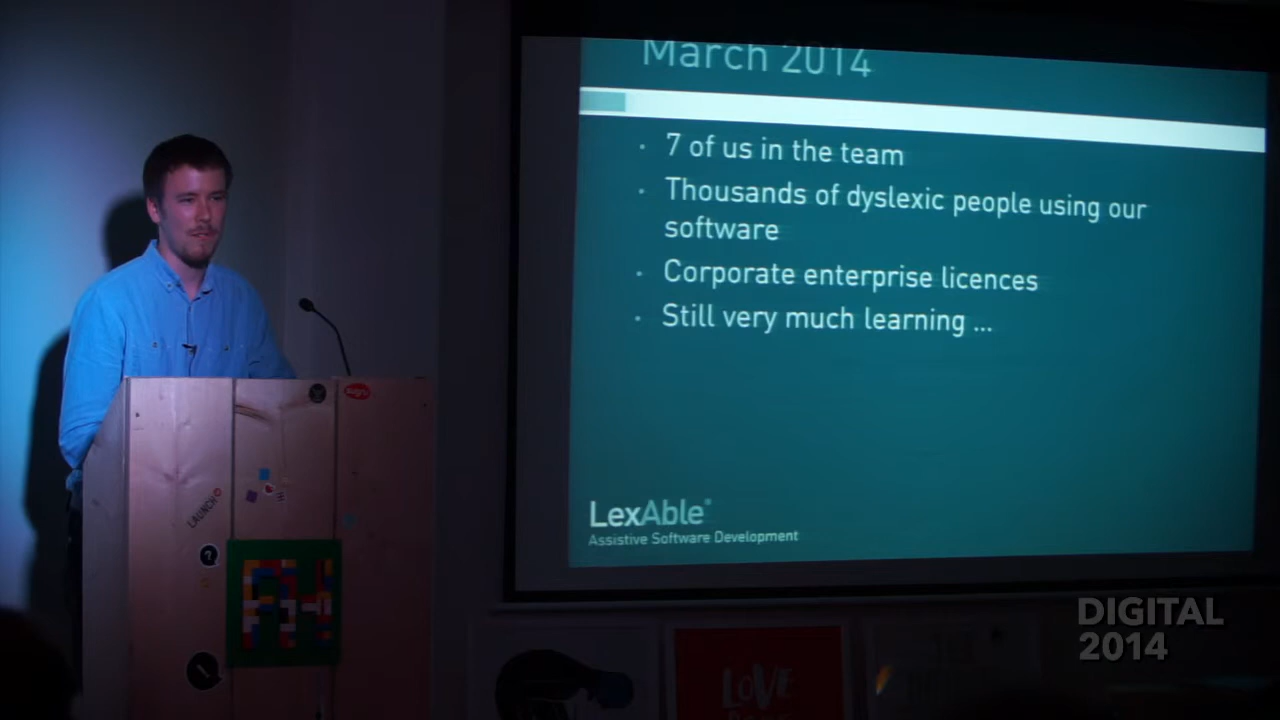 March 2014
· 7 of us in the team
· Thousands of dyslexic people using our
software
· Corporate enterprise licences
· Still very much learning ...
LexAble®
Assistive Software Development
LAUNCH
?
LOVE
DIGITAL
2014